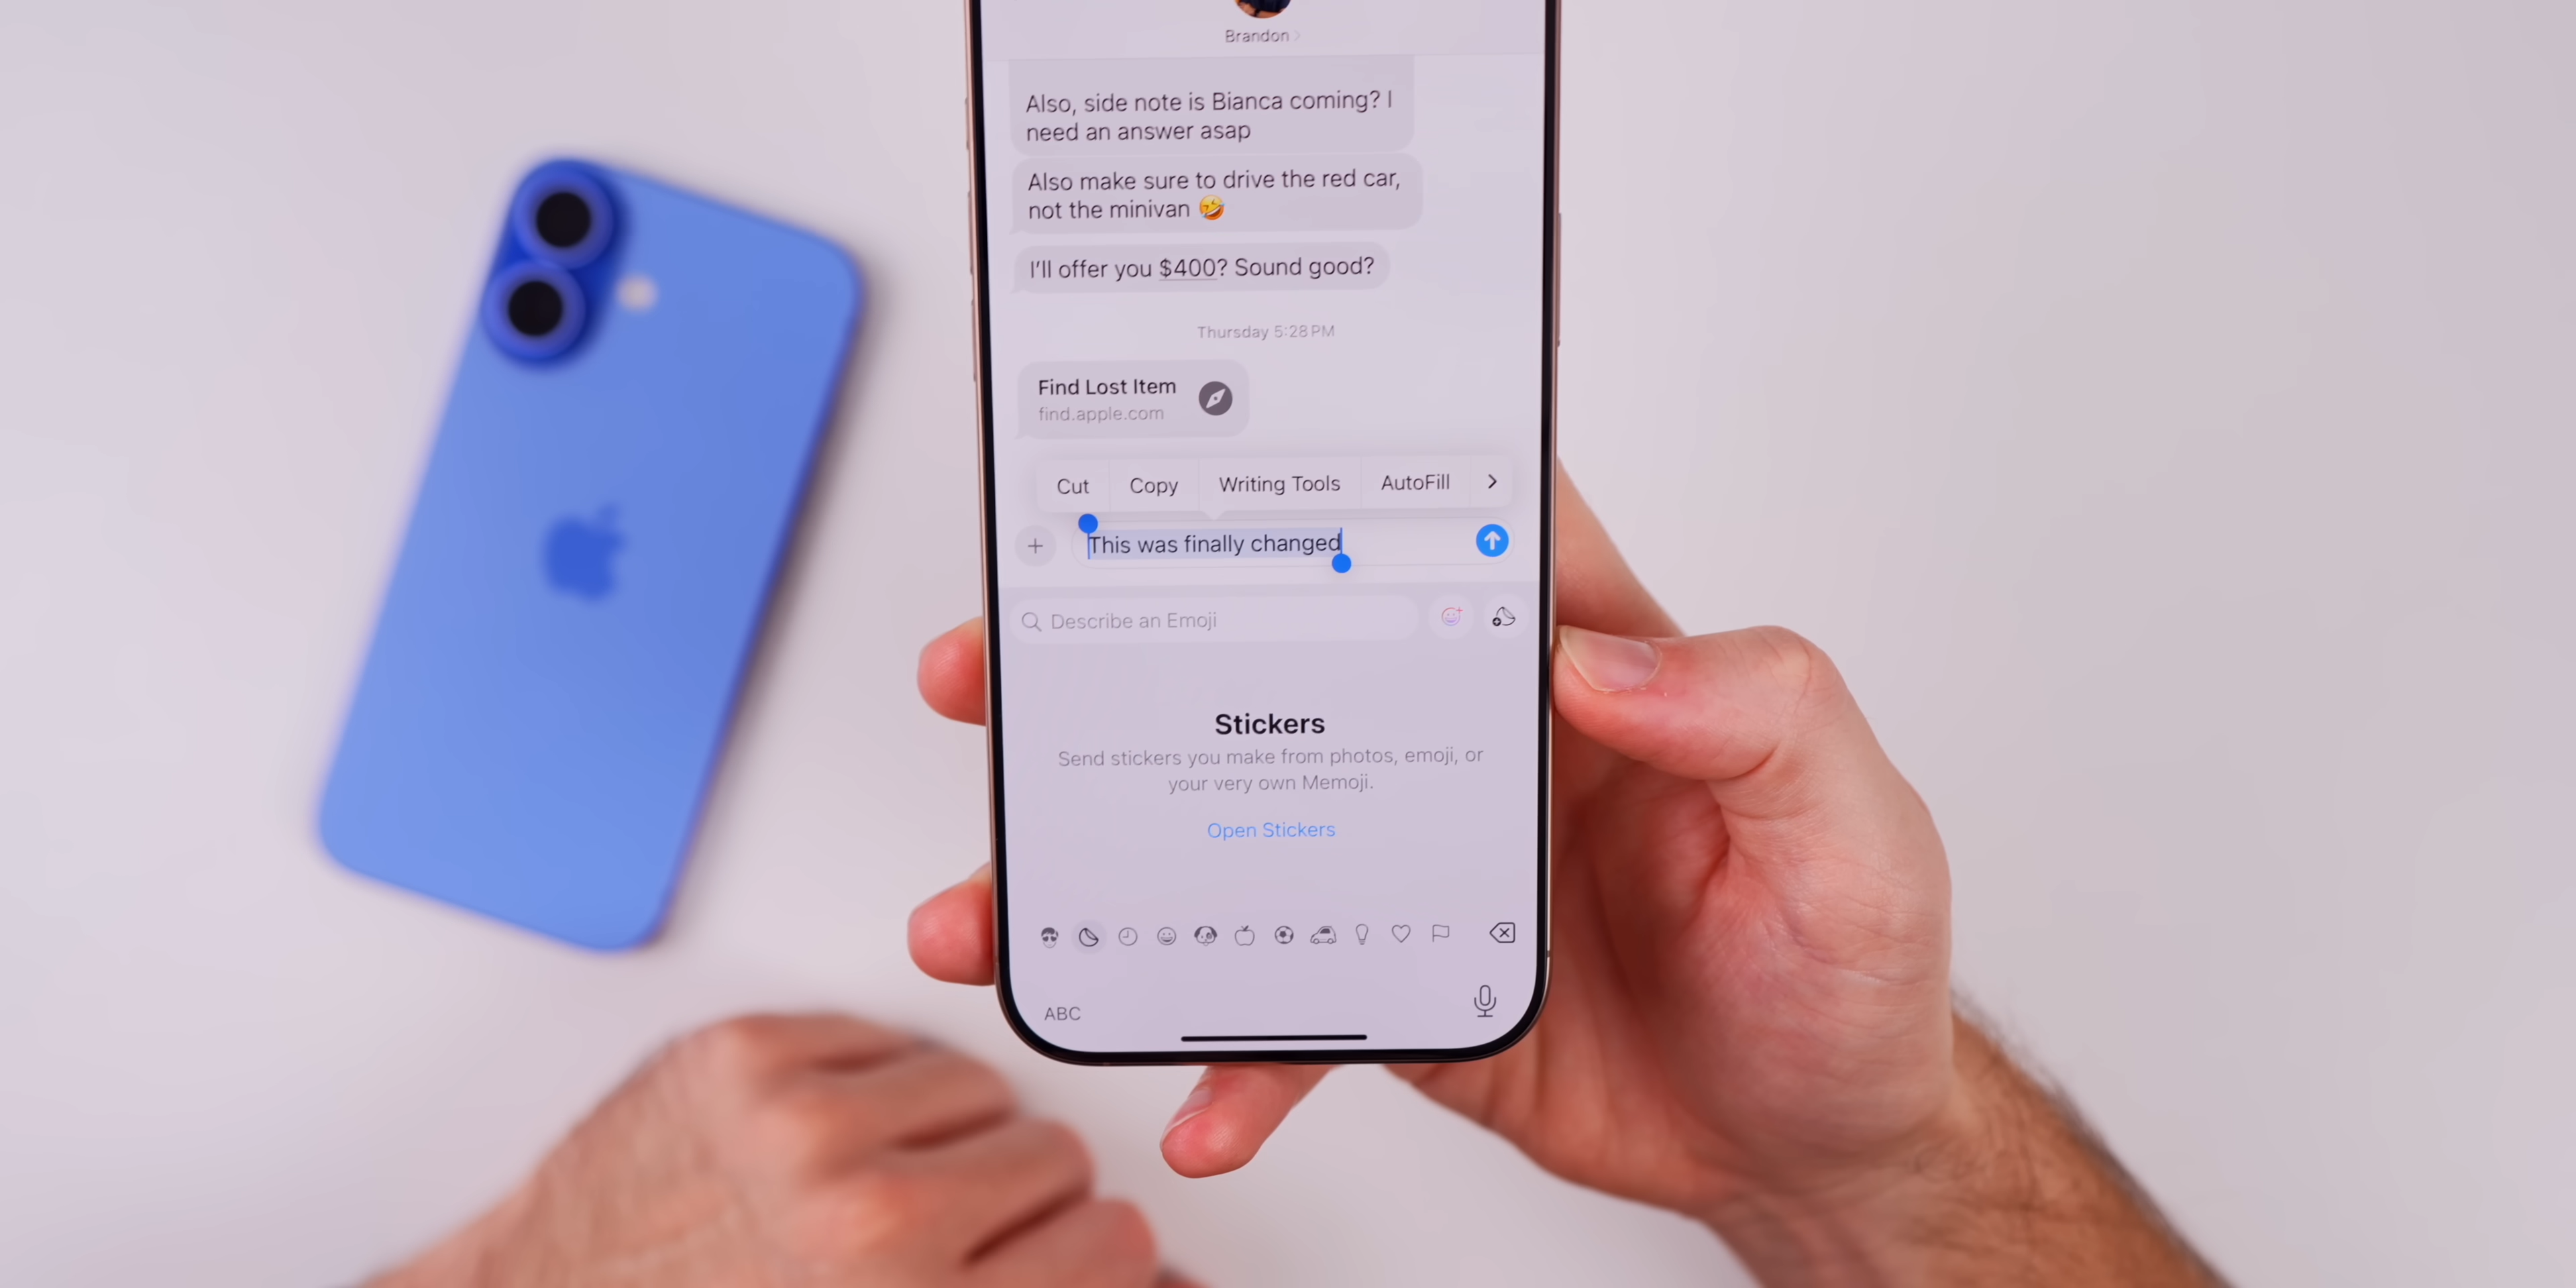 Brandon
Also, side note is Bianca coming? I
need an answer asap
Also make sure to drive the red car,
not the minivan 🤣
I'll offer you $400? Sound good?
Thursday 5:28 PM
Find Lost Item
find.apple.com
Cut Copy Writing Tools AutoFill
This was finally changed
Describe an Emoji
Stickers
Send stickers you make from photos, emoji, or
your very own Memoji.
Open Stickers
ABC